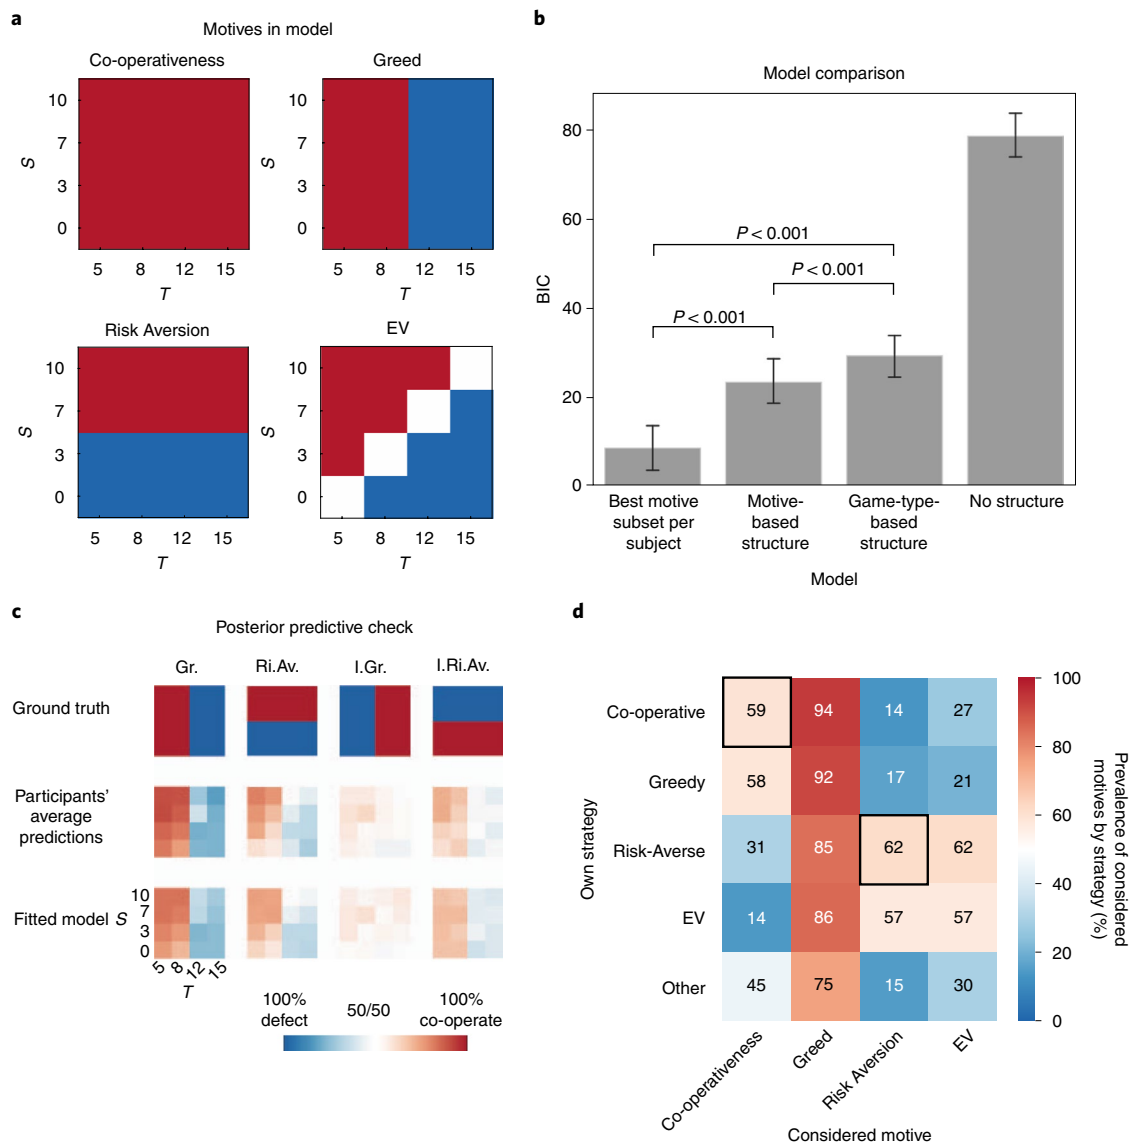 a
Motives in model
Co-operativeness
Greed
10
7
3
0
S
5 8 12 15
T
10
7
3
0
S
5 8 12 15
T
Risk Aversion
EV
10
7
3
0
S
5 8 12 15
T
10
7
3
0
S
5 8 12 15
T
b
Model comparison
80
60
40
20
0
BIC
P < 0.001
P < 0.001
P < 0.001
Best motive
subset per
subject
Motive-
based
structure
Game-type-
based
structure
No structure
Model
c
Posterior predictive check
Gr. Ri.Av. I.Gr. I.Ri.Av.
Ground truth
Participants'
average
predictions
Fitted model S
10
7
3
0
5 8 12 15
T
100%
defect
50/50
100%
co-operate
d
Own strategy
Co-operative 59 94 14 27
Greedy 58 92 17 21
Risk-Averse 31 85 62 62
EV 14 86 57 57
Other 45 75 15 30
Co-operativeness
Greed
Risk Aversion
EV
Considered motive
100
80
60
40
20
0
Prevalence of considered
motives by strategy (%)